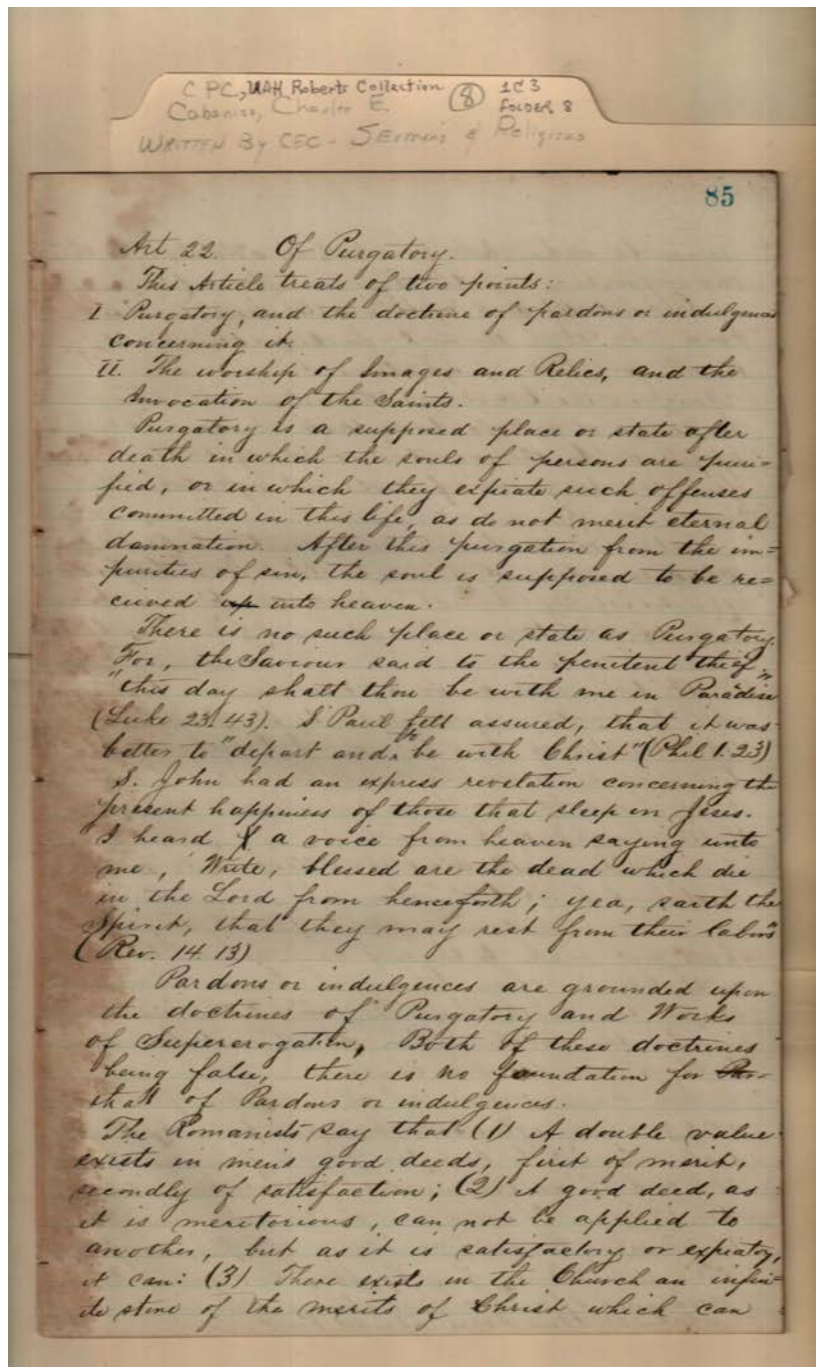 CPC, UAH Roberts Collection (8) 1C3
Cabaniss, Charles E. FOLDER 8
WRITTEN By CEC - SERMONS & Religious
85
Art 22. Of Purgatory.
This Article treats of two points:
I Purgatory, and the doctrine of pardons or indulgences
concerning it.
II. The worship of Images and Relics, and the
Invocation of the Saints.
Purgatory is a supposed place or state after
death in which the souls of persons are puri=
fied, or in which they expiate such offenses
committed in this life, as do not merit eternal
damnation. After this purgation from the im=
purities of sin, the soul is supposed to be re=
cieved up into heaven.
There is no such place or state as Purgatory.
For, the Saviour said to the penitent thief,
"this day shalt thou be with me in Paradise"
(Luke 23.43). S Paul felt assured, that it was
better to "depart and to be with Christ" (Phil 1.23)
S. John had an express revelation concerning the
present happiness of those that sleep in Jesus.
I heard a voice from heaven saying unto
me, Write, blessed are the dead which die
in the Lord from henceforth; yea, saith the
Spirit, that they may rest from their labors"
(Rev. 14.13)
Pardons or indulgences are grounded upon
the doctrines of Purgatory and Works
of Supererogation, Both of these doctrines
being false, there is no foundation for
that of Pardons or indulgences.
The Romanists say that (1) A double value
exists in men's good deeds, first of merit,
secondly of satisfaction; (2) A good deed, as
it is meritorious, can not be applied to
another, but as it is satisfactory or expiatory,
it can: (3) There exists in the Church an infin-
ite store of the merits of Christ which can